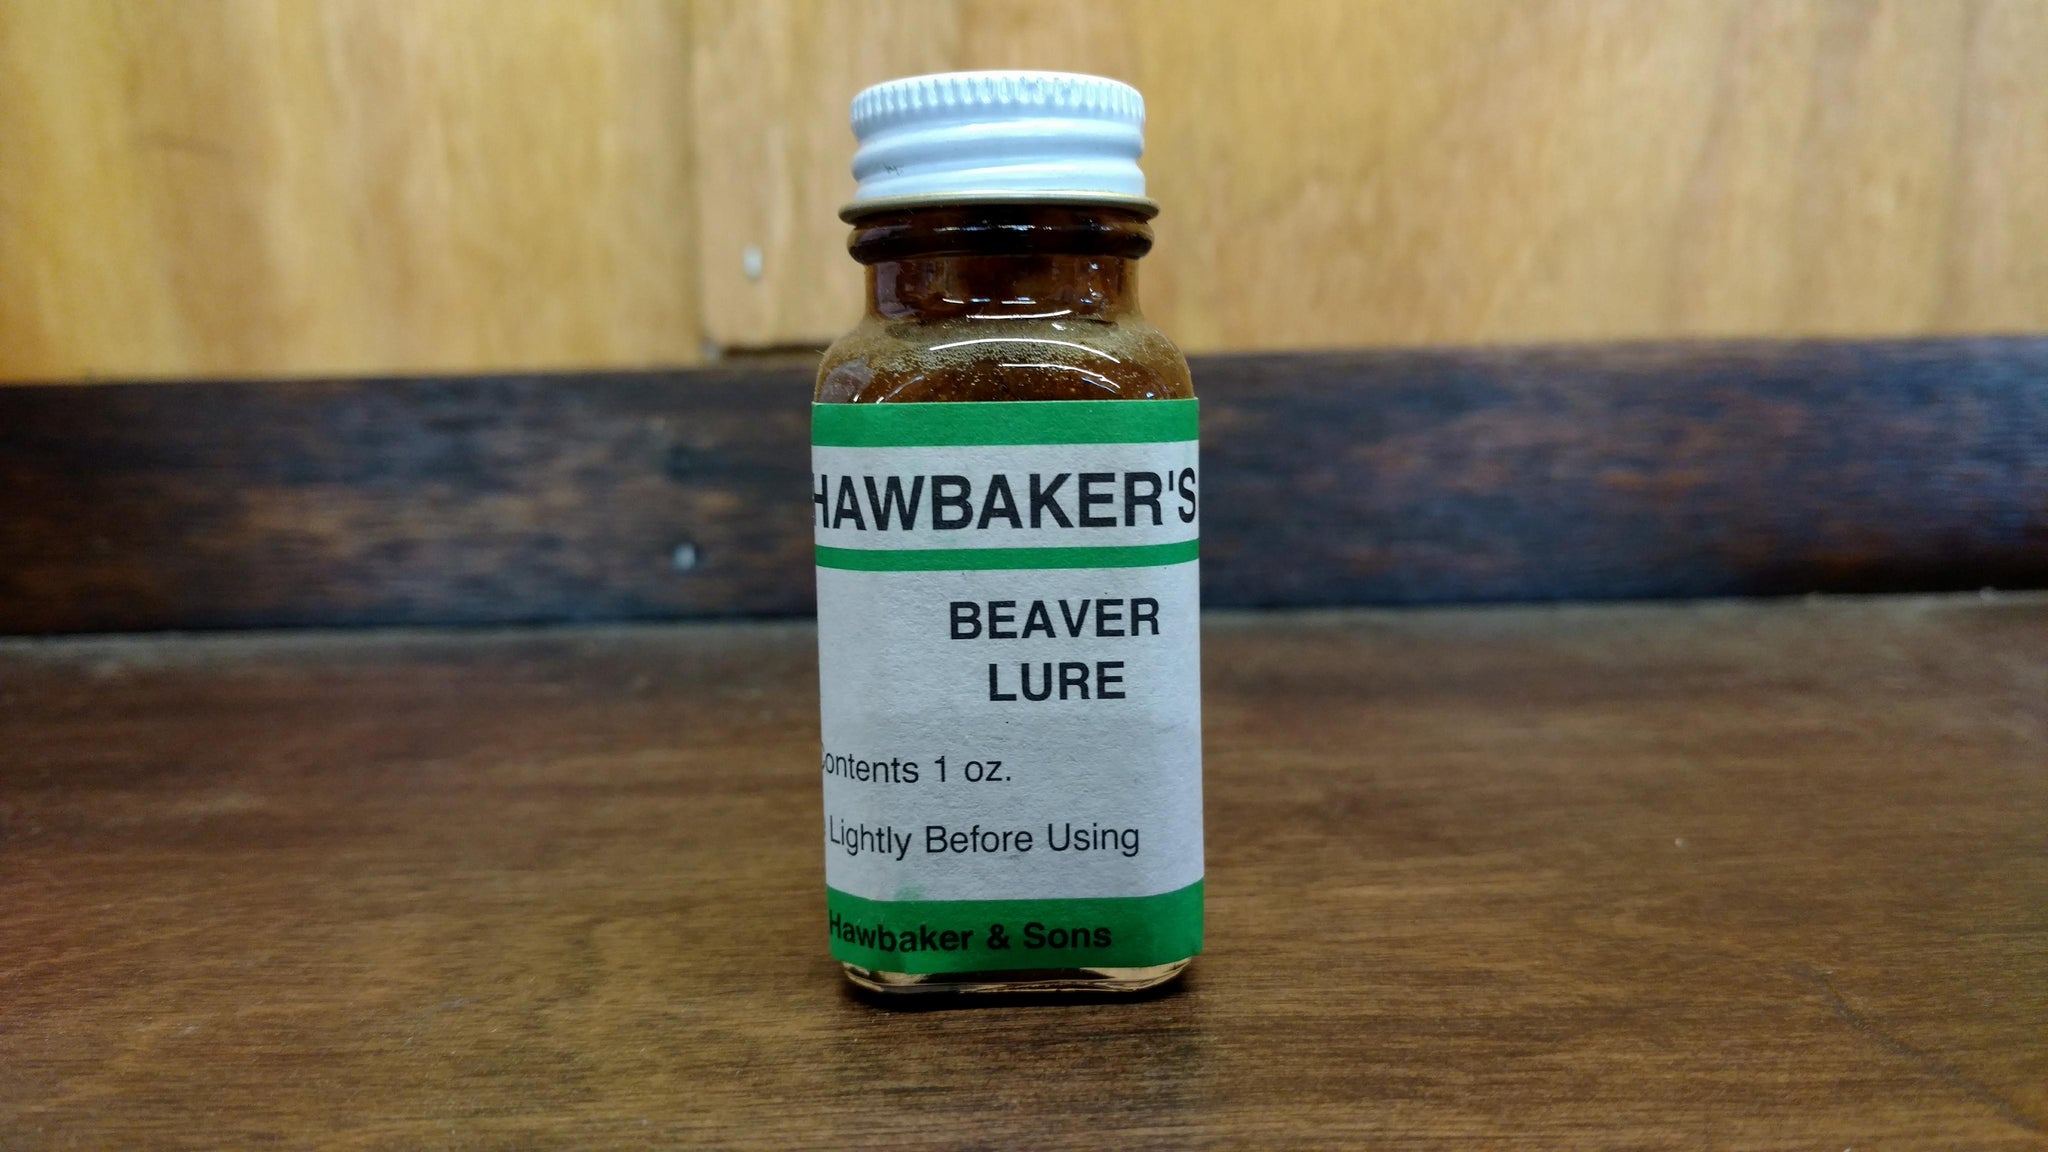 HAWBAKER'S
BEAVER
LURE
Contents 1 oz.
Lightly Before Using
Hawbaker & Sons